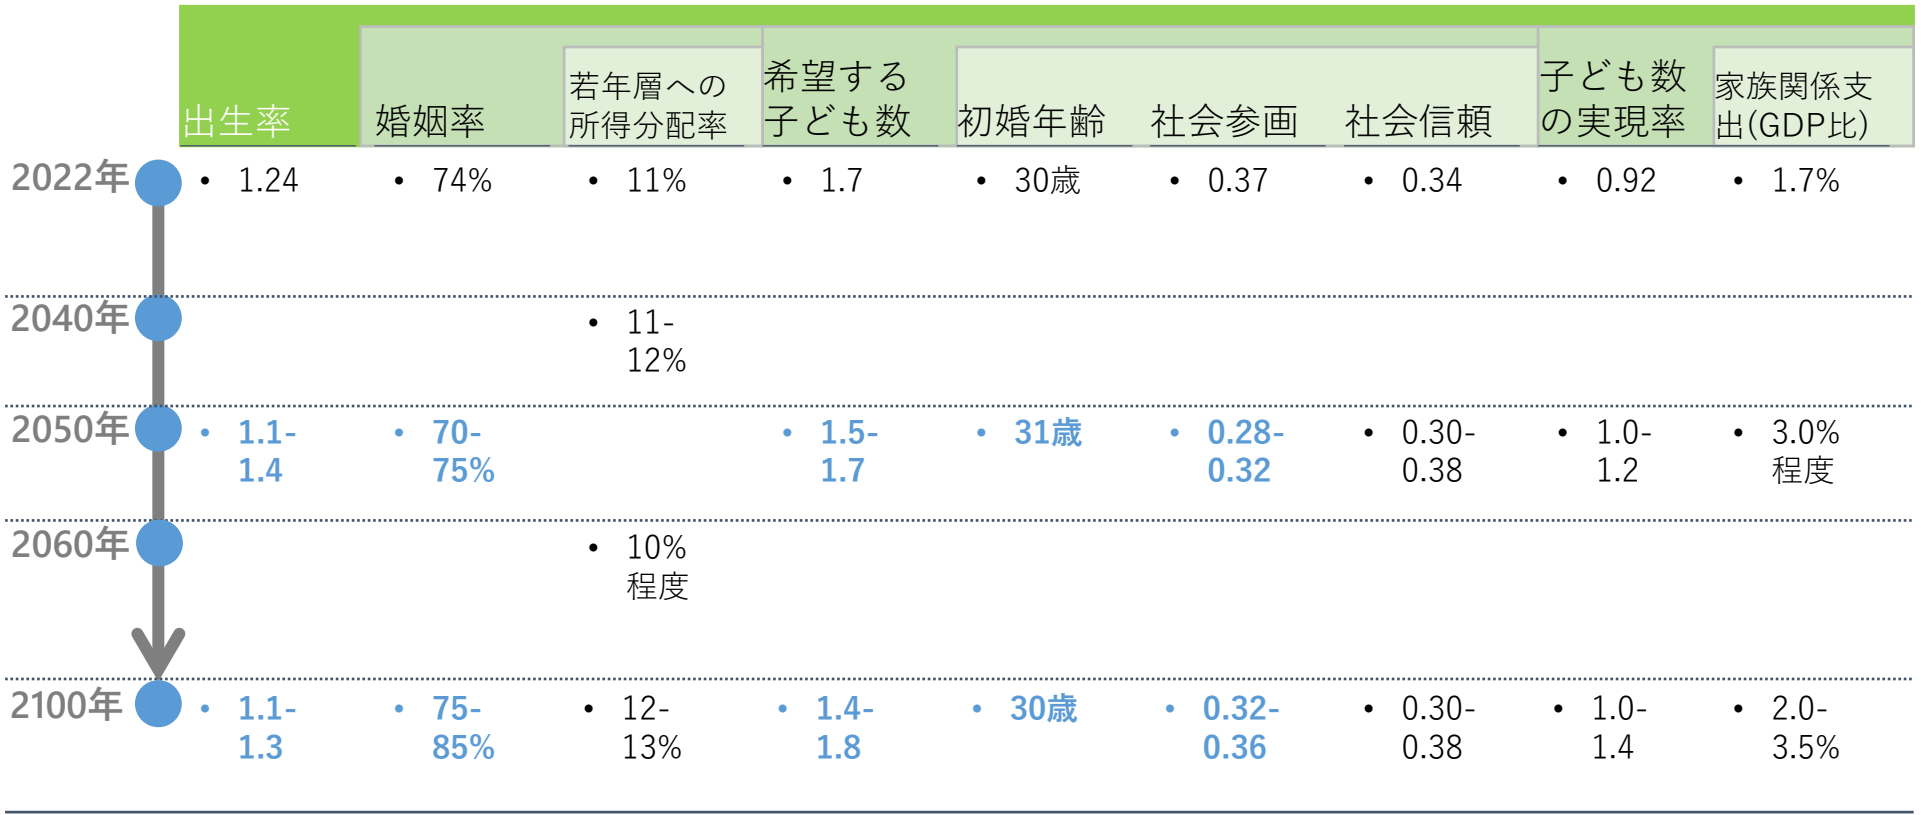 出生率
婚姻率
若年層への
所得分配率
希望する
子ども数
初婚年齢
社会参画
社会信頼
子ども数
の実現率
家族関係支
出(GDP比)
2022年
• 1.24
• 74%
• 11%
• 1.7
• 30歳
• 0.37
• 0.34
• 0.92
• 1.7%
2040年
• 11-
12%
2050年
• 1.1-
1.4
• 70-
75%
• 1.5-
1.7
• 31歳
• 0.28-
0.32
• 0.30-
0.38
• 1.0-
1.2
• 3.0%
程度
2060年
• 10%
程度
2100年
• 1.1-
1.3
• 75-
85%
• 12-
13%
• 1.4-
1.8
• 30歳
• 0.32-
0.36
• 0.30-
0.38
• 1.0-
1.4
• 2.0-
3.5%